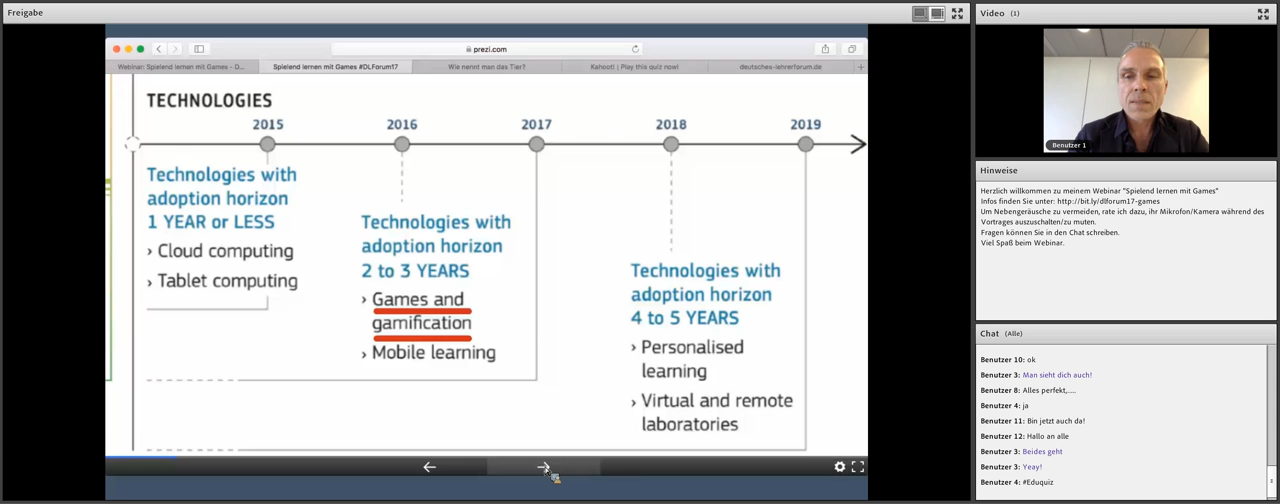 Freigabe
prezi.com
Webinar: Spielend lernen mit Games - D...
Spielend lernen mit Games #DLForum17
Wie nennt man das Tier?
Kahoot! | Play this quiz now!
deutsches-lehrerforum.de
TECHNOLOGIES
2015
2016
2017
2018
2019
Technologies with
adoption horizon
1 YEAR or LESS
› Cloud computing
› Tablet computing
Technologies with
adoption horizon
2 to 3 YEARS
› Games and
gamification
› Mobile learning
Technologies with
adoption horizon
4 to 5 YEARS
› Personalised
learning
› Virtual and remote
laboratories
Video (1)
Benutzer 1
Hinweise
Herzlich willkommen zu meinem Webinar "Spielend lernen mit Games"
Infos finden Sie unter: http://bit.ly/dlforum17-games
Um Nebengeräusche zu vermeiden, rate ich dazu, ihr Mikrofon/Kamera während des
Vortrages auszuschalten/zu muten.
Fragen können Sie in den Chat schreiben.
Viel Spaß beim Webinar.
Chat (Alle)
Benutzer 10: ok
Benutzer 3: Man sieht dich auch!
Benutzer 8: Alles perfekt,....
Benutzer 4: ja
Benutzer 11: Bin jetzt auch da!
Benutzer 12: Hallo an alle
Benutzer 3: Beides geht
Benutzer 3: Yeay!
Benutzer 4: #Eduquiz